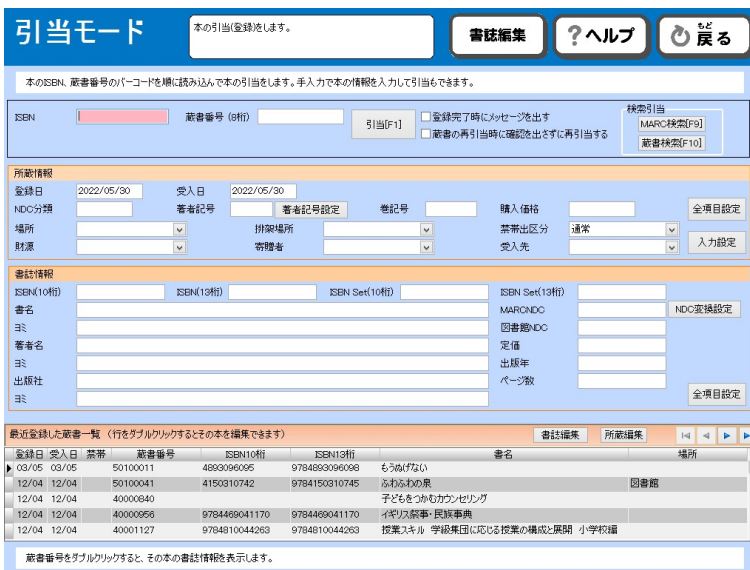 引当モード
本の引当(登録)をします。
書誌編集
?ヘルプ
もど
戻る
本のISBN、蔵書番号のバーコードを順に読み込んで本の引当をします。手入力で本の情報を入力して引当もできます。
ISBN 蔵書番号 (8桁) 引当[F1]
登録完了時にメッセージを出す
蔵書の再引当時に確認を出さずに再引当する
検索引当
MARC検索[F9]
蔵書検索[F10]
所蔵情報
登録日 2022/05/30 受入日 2022/05/30
NDC分類 著者記号 著者記号設定 巻記号 購入価格 全項目設定
場所 排架場所 禁帯出区分 通常
財源 寄贈者 受入先 入力設定
書誌情報
ISBN(10桁) ISBN(13桁) ISBN Set(10桁) ISBN Set(13桁)
書名 MARCNDC NDC変換設定
ヨミ 図書館NDC
著者名 定価
ヨミ 出版年
出版社 ページ数
ヨミ 全項目設定
最近登録した蔵書一覧 (行をダブルクリックするとその本を編集できます) 書誌編集 所蔵編集
登録日 受入日 禁帯 蔵書番号 ISBN10桁 ISBN13桁 書名 場所
03/05 03/05 50100011 4893096095 9784893096098 もうぬげない
12/04 12/04 50100041 4150310742 9784150310745 ふわふわの泉 図書館
12/04 12/04 40000840 子どもをつかむカウンセリング
12/04 12/04 40000956 9784469041170 9784469041170 イギリス祭事・民族事典
12/04 12/04 40001127 9784810044263 9784810044263 授業スキル 学級集団に応じる授業の構成と展開 小学校編
蔵書番号をダブルクリックすると、その本の書誌情報を表示します。